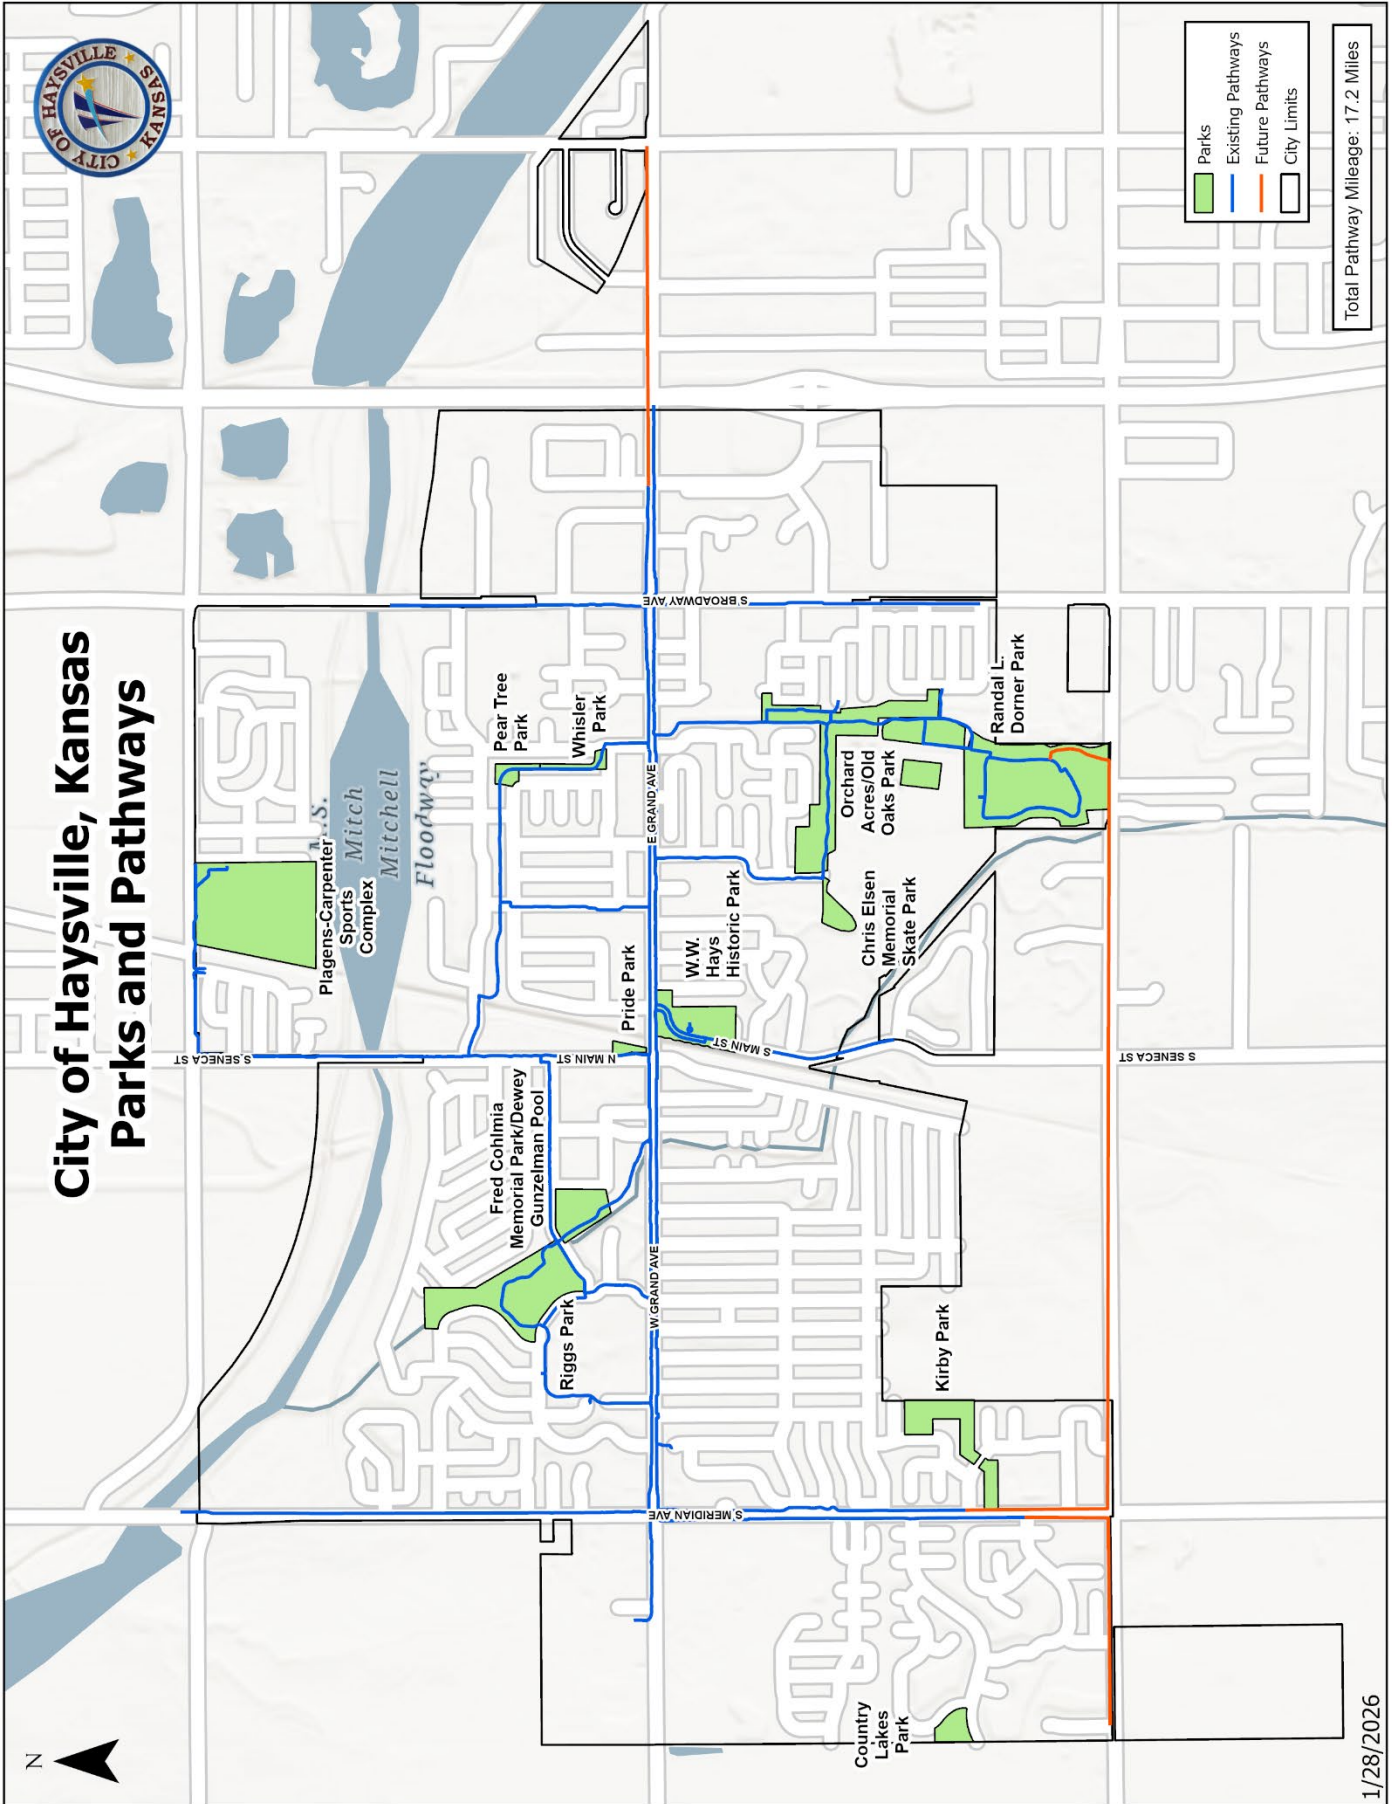 City of Haysville, Kansas
Parks and Pathways
CITY OF HAYSVILLE
KANSAS
N
Parks
Existing Pathways
Future Pathways
City Limits
Total Pathway Mileage: 17.2 Miles
1/28/2026
Plagens-Carpenter
Sports
Complex
M.S.
Mitch
Mitchell
Floodway
S SENECA ST
Pear Tree
Park
Whisler
Park
Pride Park
N MAIN ST
Fred Cohlmia
Memorial Park/Dewey
Gunzelman Pool
Riggs Park
W GRAND AVE
E GRAND AVE
S BROADWAY AVE
S MERIDIAN AVE
W.W.
Hays
Historic Park
S MAIN ST
Orchard
Acres/Old
Oaks Park
Chris Elsen
Memorial
Skate Park
Randal L.
Dorner Park
Kirby Park
Country
Lakes
Park
S SENECA ST